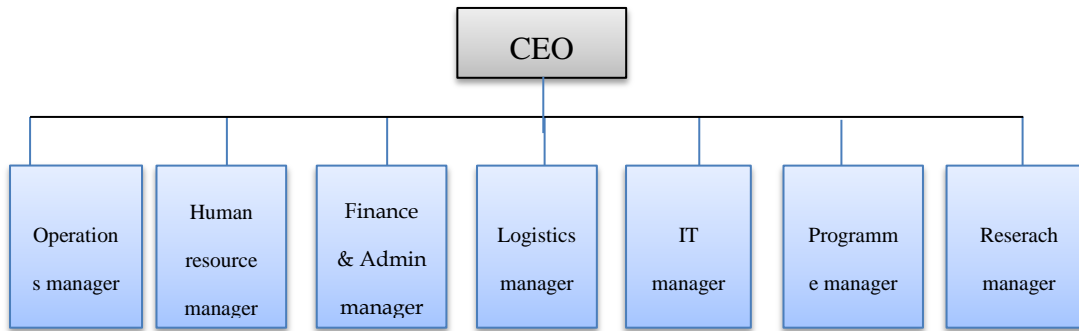 CEO
Operation
s manager
Human
resource
manager
Finance
& Admin
manager
Logistics
manager
IT
manager
Programm
e manager
Reserach
manager